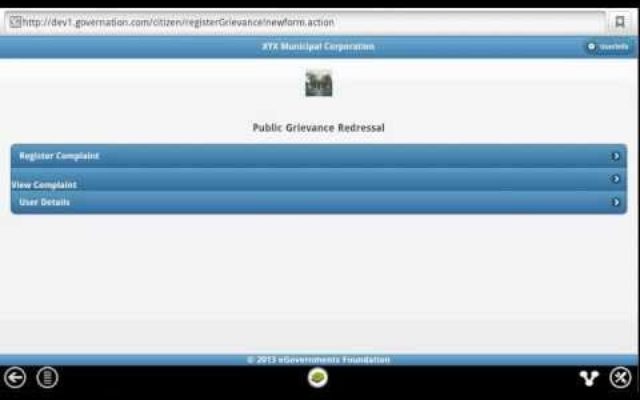 http://dev1.governation.com/citizen/registerGrievance!newform.action
XYX Municipal Corporation
UserInfo
Public Grievance Redressal
Register Complaint
View Complaint
User Details
© 2013 eGovernments Foundation